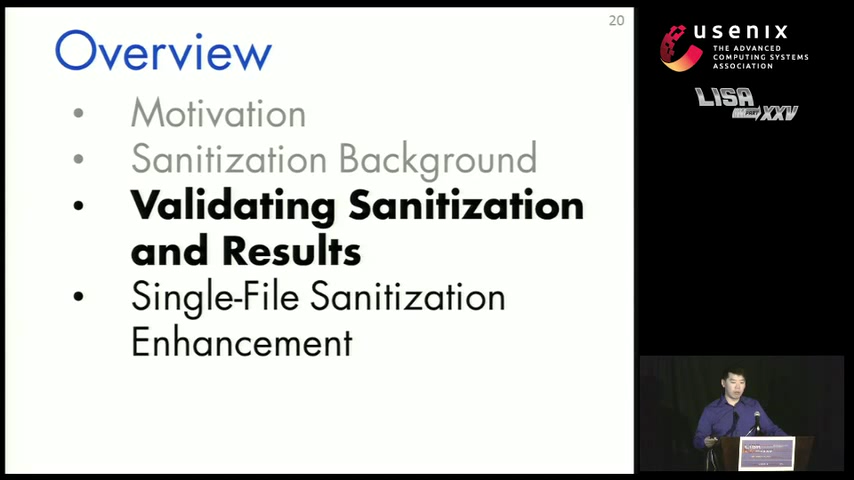 20
Overview
• Motivation
• Sanitization Background
• Validating Sanitization
and Results
• Single-File Sanitization
Enhancement
usenix
THE ADVANCED
COMPUTING SYSTEMS
ASSOCIATION
LISA
XXV